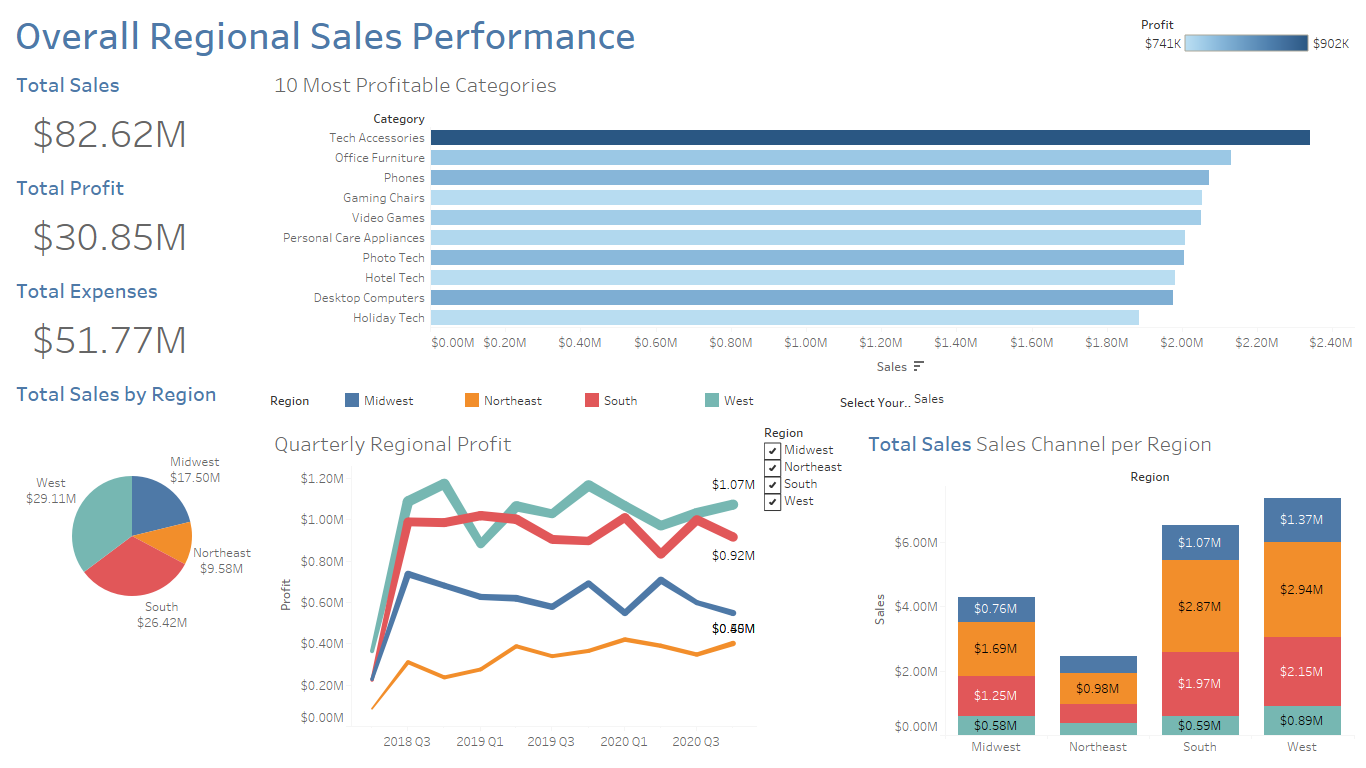 Overall Regional Sales Performance
Profit
$741K
$902K
Total Sales
$82.62M
Total Profit
$30.85M
Total Expenses
$51.77M
10 Most Profitable Categories
Category
Tech Accessories
Office Furniture
Phones
Gaming Chairs
Video Games
Personal Care Appliances
Photo Tech
Hotel Tech
Desktop Computers
Holiday Tech
$0.00M $0.20M $0.40M $0.60M $0.80M $1.00M $1.20M $1.40M $1.60M $1.80M $2.00M $2.20M $2.40M
Sales
Total Sales by Region
Midwest
$17.50M
West
$29.11M
Northeast
$9.58M
South
$26.42M
Region Midwest Northeast South West
Select Your.. Sales
Quarterly Regional Profit
Profit
$1.20M
$1.00M
$0.80M
$0.60M
$0.40M
$0.20M
$0.00M
$1.07M
$0.92M
2018 Q3 2019 Q1 2019 Q3 2020 Q1 2020 Q3
Region
Midwest
Northeast
South
West
Total Sales Sales Channel per Region
Region
Sales
$6.00M
$4.00M
$2.00M
$0.00M
$0.76M
$1.69M
$1.25M
$0.58M
$0.98M
$1.07M
$2.87M
$1.97M
$0.59M
$1.37M
$2.94M
$2.15M
$0.89M
Midwest Northeast South West